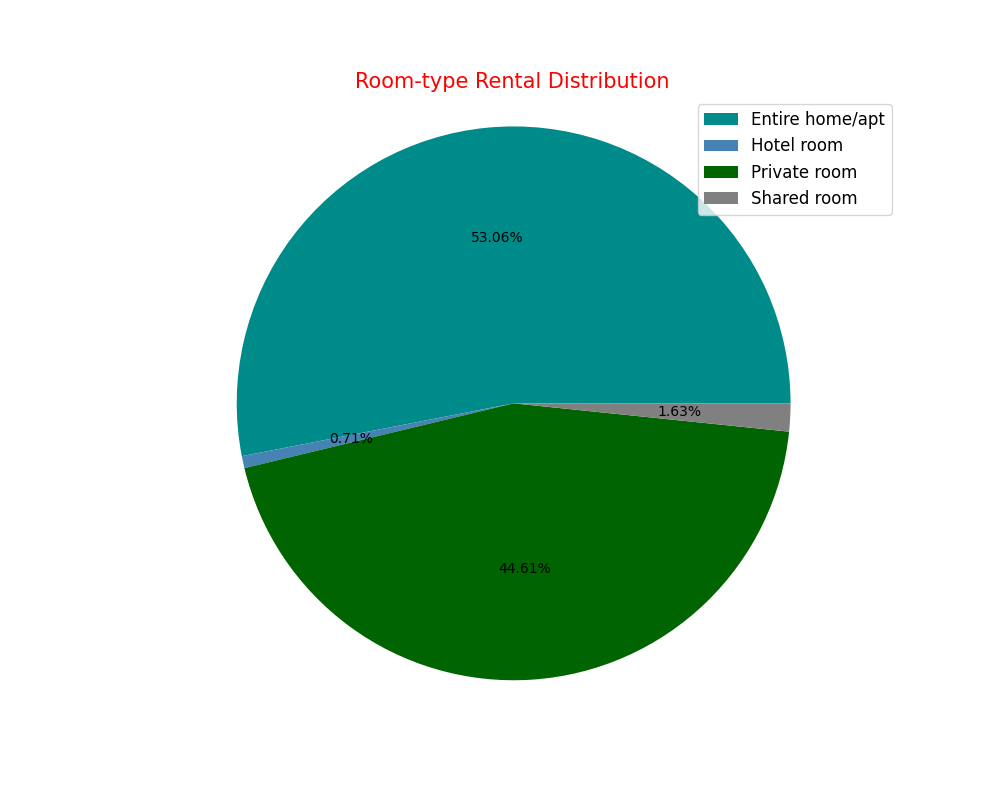 Room-type Rental Distribution
Entire home/apt
Hotel room
Private room
Shared room
53.06%
0.71%
1.63%
44.61%